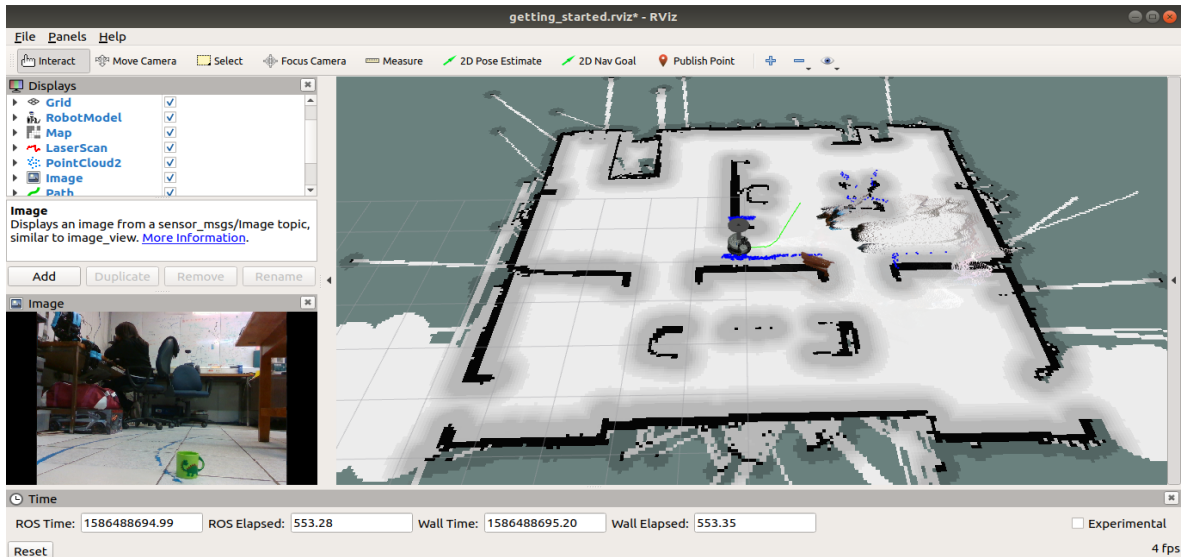 getting_started.rviz* - RViz
File Panels Help
Interact Move Camera Select Focus Camera Measure 2D Pose Estimate 2D Nav Goal Publish Point
Displays
Grid
RobotModel
Map
LaserScan
PointCloud2
Image
Path
Image
Displays an image from a sensor_msgs/Image topic,
similar to image_view. More Information.
Add Duplicate Remove Rename
Image
Time
ROS Time: 1586488694.99 ROS Elapsed: 553.28 Wall Time: 1586488695.20 Wall Elapsed: 553.35 Experimental
Reset 4 fps